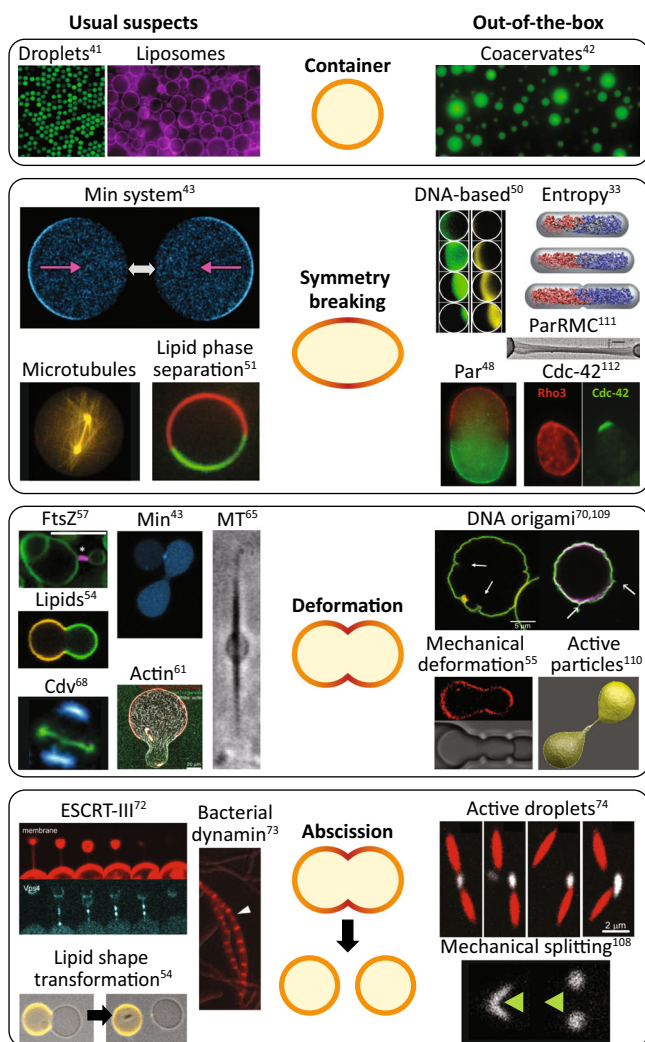 Usual suspects
Out-of-the-box
Droplets41
Liposomes
Container
Coacervates42
Min system43
Symmetry
breaking
DNA-based50
Entropy33
ParRMC111
Microtubules
Lipid phase
separation51
Par48
Cdc-42112
Rho3
Cdc-42
FtsZ57
*
Min43
MT65
Lipids54
Cdv68
Actin61
Deformation
DNA origami70,109
5 μm
Mechanical
deformation55
Active
particles110
ESCRT-III72
membrane
Vps4
Bacterial
dynamin73
Lipid shape
transformation54
Abscission
Active droplets74
2 μm
Mechanical splitting108